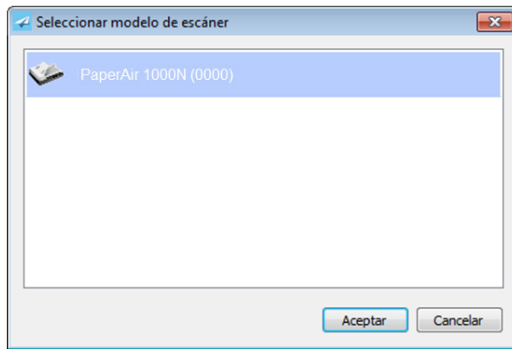 Seleccionar modelo de escáner
PaperAir 1000N (0000)
Aceptar
Cancelar